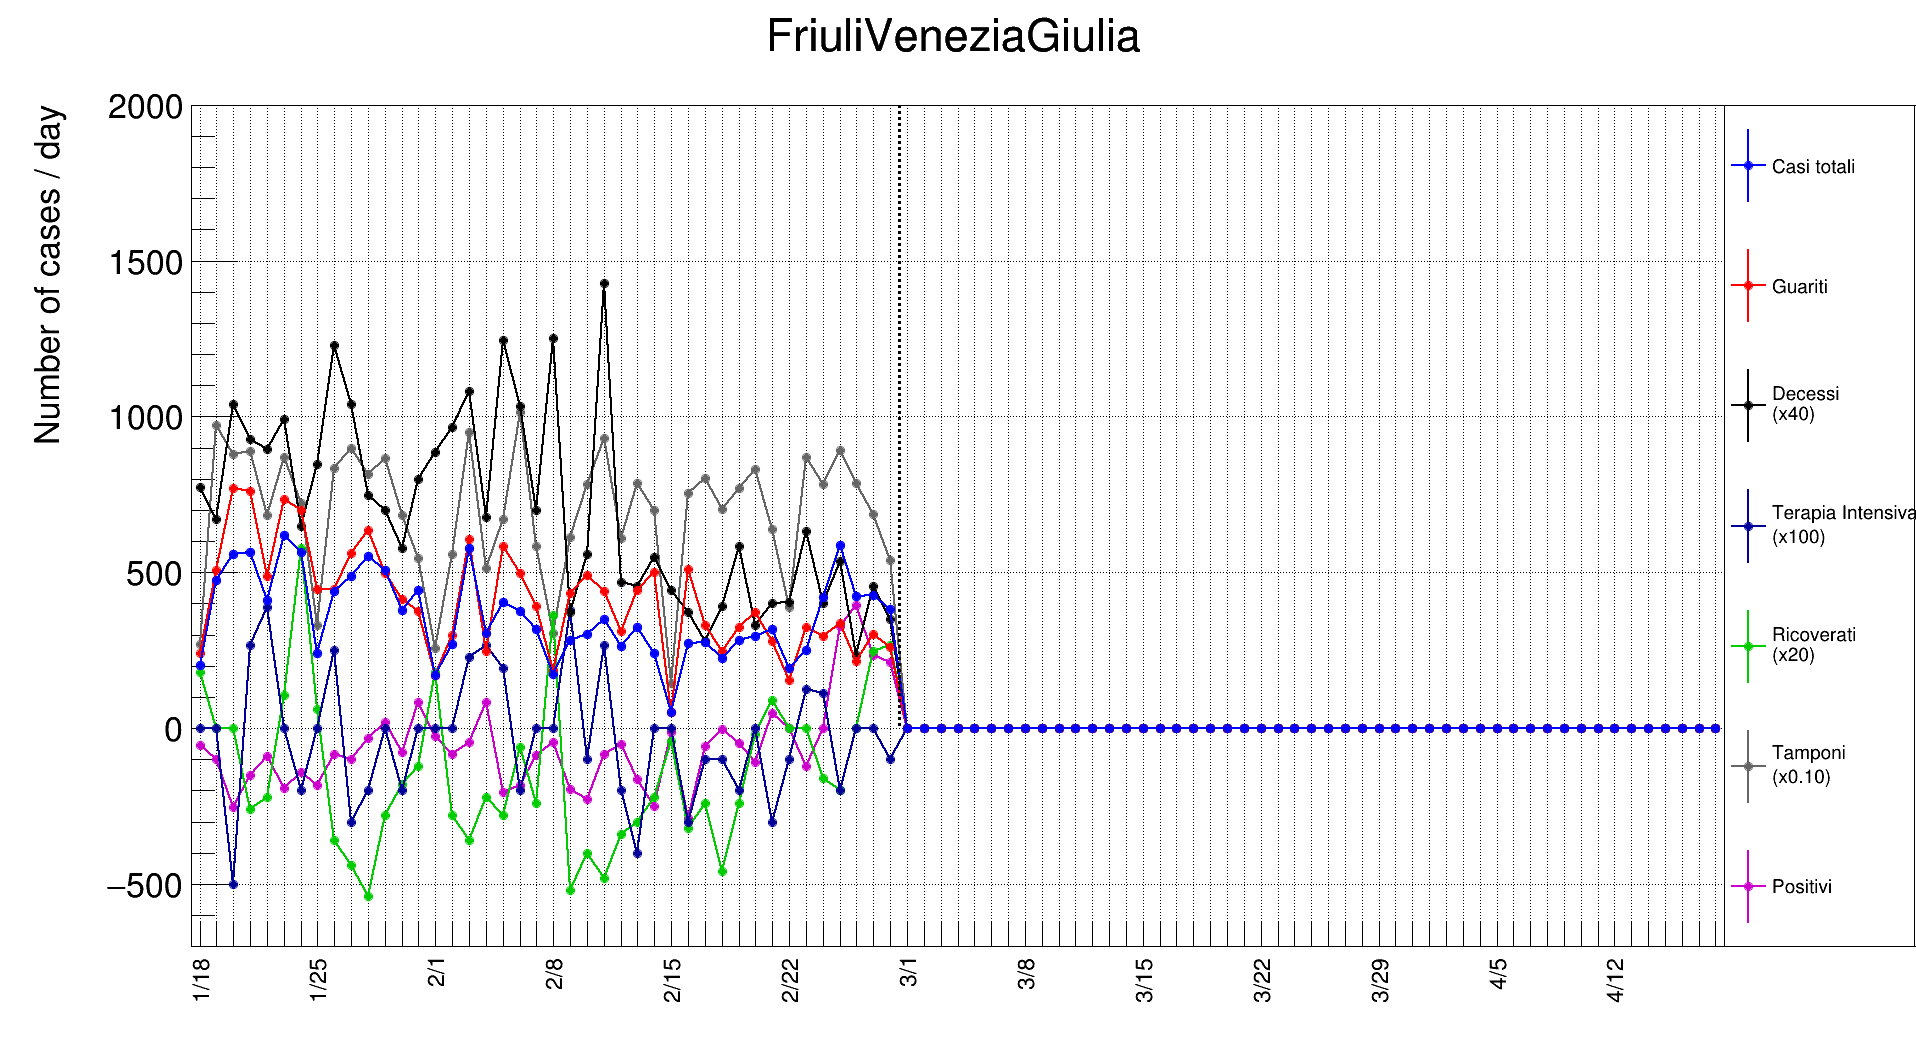 FriuliVeneziaGiulia
Number of cases / day
2000
1500
1000
500
0
−500
1/18
1/25
2/1
2/8
2/15
2/22
3/1
3/8
3/15
3/22
3/29
4/5
4/12
Casi totali
Guariti
Decessi
(x40)
Terapia Intensiva
(x100)
Ricoverati
(x20)
Tamponi
(x0.10)
Positivi